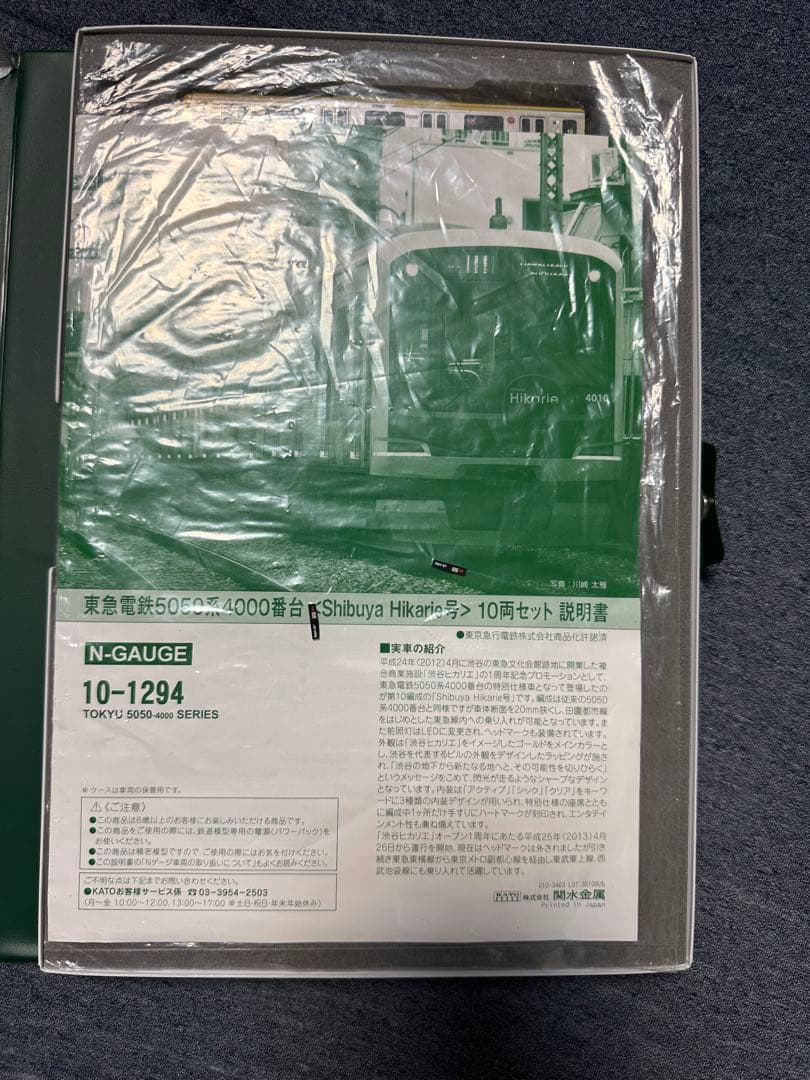 Hikarie
4010
写真：川崎 太雅
東急電鉄5050系4000番台<Shibuya Hikarie号> 10両セット 説明書
●東京急行電鉄株式会社商品化許諾済
N-GAUGE
10-1294
TOKYU 5050-4000 SERIES
※ ケースは車両の保管用です。
⚠〈ご注意〉
●この商品は8歳以上のお客様にお楽しみいただける商品です。
●この商品をご使用の際には、鉄道模型専用の電源（パワーパック）を
お使いください。
●この商品は精密模型ですので、ご使用の際にはお気を付けください。
●この説明書の「Nゲージ車両の取り扱いについて」もよくお読みください。
ご不明な点は下記までお問い合わせください。
●KATOお客様サービス係 ☎03-3954-2503
（月〜金 10:00〜12:00、13:00〜17:00 ※土日・祝日・年末年始休み）
■実車の紹介
平成24年（2012）4月に渋谷の東急文化会館跡地に開業した複
合商業施設「渋谷ヒカリエ」の1周年記念プロモーションとして、
東急電鉄5050系4000番台の特別仕様車となって登場したの
が第10編成の「Shibuya Hikarie号」です。編成は従来の5050
系4000番台と同様ですが車体断面を20mm狭くし、田園都市線
をはじめとした東急線内への乗り入れが可能となっています。ま
た前照灯はLEDに変更され、ヘッドマークも装備されています。
外観は「渋谷ヒカリエ」をイメージしたゴールドをメインカラーと
し、渋谷を代表するビルの外観をデザインしたラッピングが施さ
れ、「渋谷の地下から新たなる地へと、その可能性を切りひらく」
というメッセージをこめて、閃光が走るようなシャープなデザイン
となっています。内装は「アクティブ」「シック」「クリア」をキーワー
ドに3種類の内装デザインが用いられ、特別仕様の座席ととも
に編成中1ヶ所だけ手すりにハートマークが刻印され、エンタテイ
ンメント性も兼ね備えています。
「渋谷ヒカリエ」オープン1周年にあたる平成25年（2013）4月
26日から運行を開始、現在はヘッドマークは外されましたが引き
続き東急東横線から東京メトロ副都心線を経由し、東武東上線、西
武池袋線にも乗り入れて活躍しています。
KATO 株式会社 関水金属
Printed in Japan